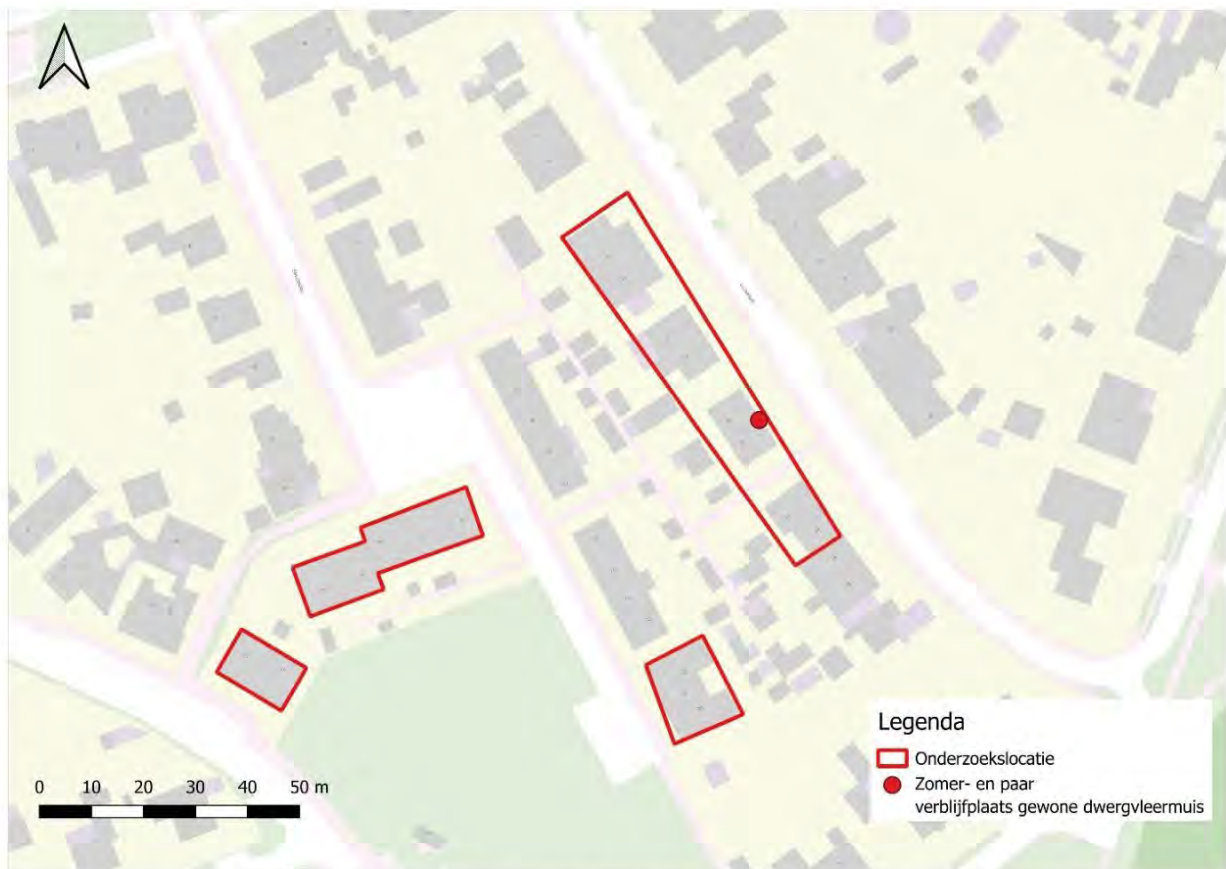 Legenda
Onderzoekslocatie
Zomer- en paar
verblijfplaats gewone dwergvleermuis
0 10 20 30 40 50 m